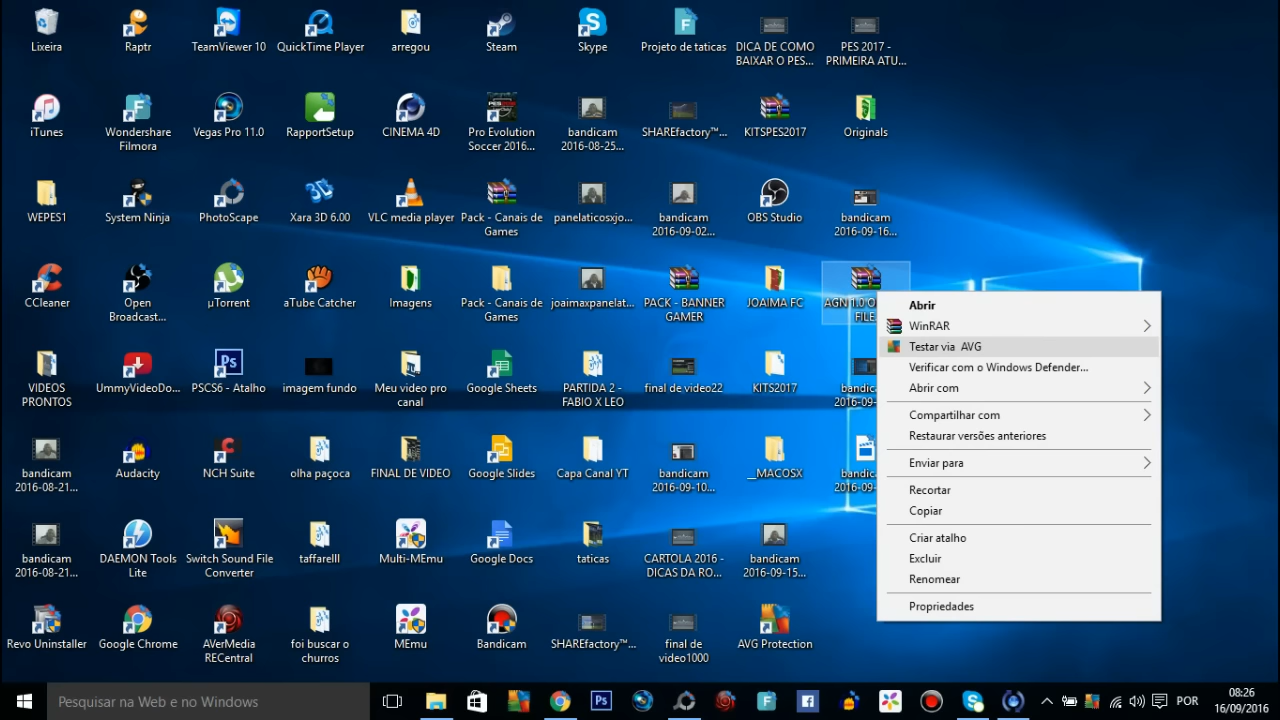 Lixeira
Raptr
TeamViewer 10
QuickTime Player
arregou
Steam
Skype
Projeto de taticas
DICA DE COMO
BAIXAR O PES...
PES 2017 -
PRIMEIRA ATU...
iTunes
Wondershare
Filmora
Vegas Pro 11.0
RapportSetup
CINEMA 4D
Pro Evolution
Soccer 2016...
bandicam
2016-08-25...
SHAREfactory™...
KITSPES2017
Originals
WEPES1
System Ninja
PhotoScape
Xara 3D 6.00
VLC media player
Pack - Canais de
Games
panelaticosxjo...
bandicam
2016-09-02...
OBS Studio
bandicam
2016-09-16...
CCleaner
Open
Broadcast...
µTorrent
aTube Catcher
Imagens
Pack - Canais de
Games
joaimaxpanelat...
PACK - BANNER
GAMER
JOAIMA FC
AGN 1.0 O
FILE
Abrir
WinRAR
Testar via AVG
Verificar com o Windows Defender...
Abrir com
Compartilhar com
Restaurar versões anteriores
Enviar para
Recortar
Copiar
Criar atalho
Excluir
Renomear
Propriedades
VIDEOS
PRONTOS
UmmyVideoDo...
PSCS6 - Atalho
imagem fundo
Meu video pro
canal
Google Sheets
PARTIDA 2 -
FABIO X LEO
final de video22
KITS2017
bandic
2016-09-
bandicam
2016-08-21...
Audacity
NCH Suite
olha paçoca
FINAL DE VIDEO
Google Slides
Capa Canal YT
bandicam
2016-09-10...
__MACOSX
bandic
2016-09-
bandicam
2016-08-21...
DAEMON Tools
Lite
Switch Sound File
Converter
taffarelll
Multi-MEmu
Google Docs
taticas
CARTOLA 2016 -
DICAS DA RO...
bandicam
2016-09-15...
Revo Uninstaller
Google Chrome
AVerMedia
RECentral
foi buscar o
churros
MEmu
Bandicam
SHAREfactory™...
final de
video1000
AVG Protection
Pesquisar na Web e no Windows
POR
08:26
16/09/2016